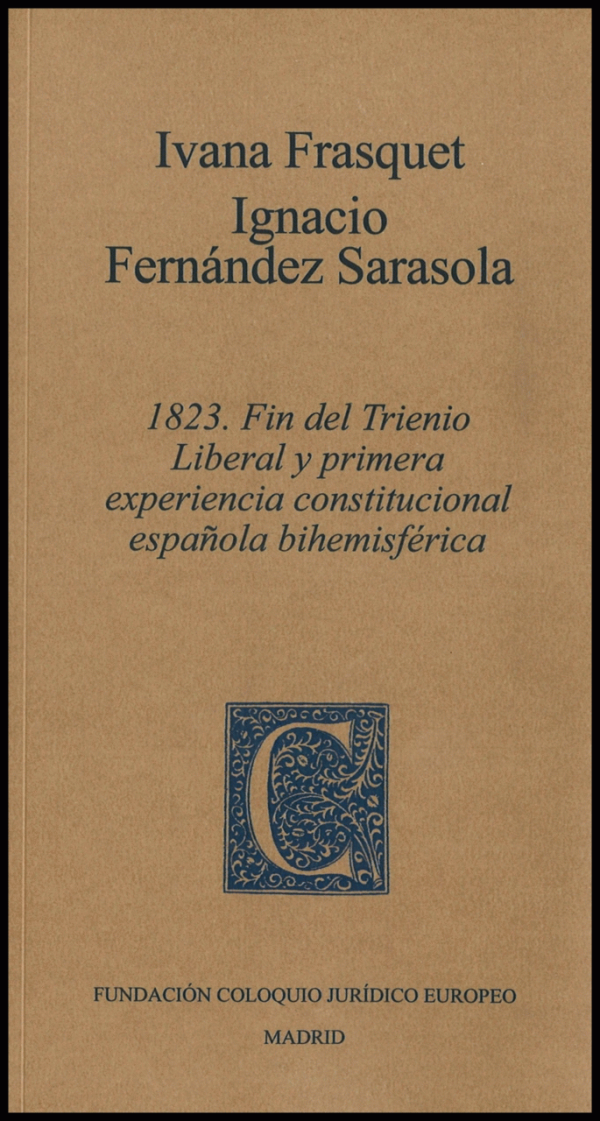 Ivana Frasquet
Ignacio
Fernández Sarasola
1823. Fin del Trienio
Liberal y primera
experiencia constitucional
española bihemisférica
C
FUNDACIÓN COLOQUIO JURÍDICO EUROPEO
MADRID